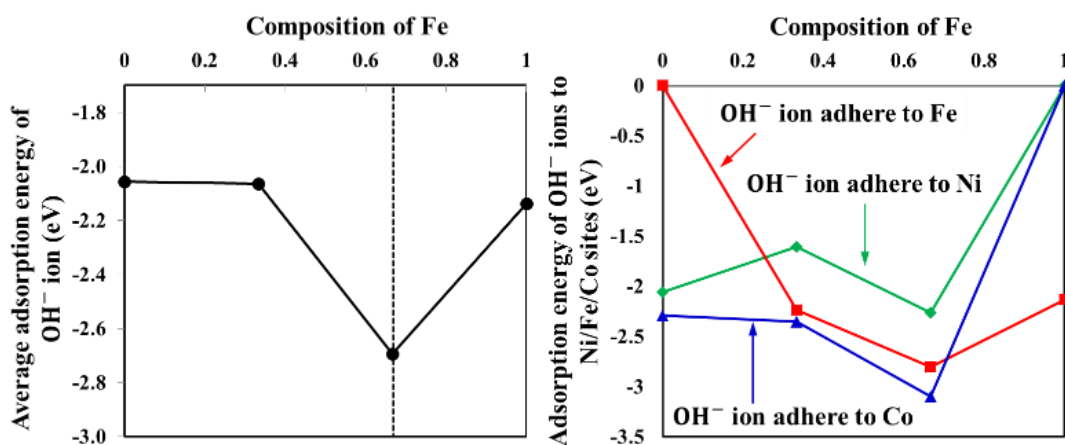 Composition of Fe
0 0.2 0.4 0.6 0.8 1
-1.8
-2.0
-2.2
-2.4
-2.6
-2.8
-3.0
Average adsorption energy of
OH⁻ ion (eV)
Composition of Fe
0 0.2 0.4 0.6 0.8 1
0
-0.5
-1
-1.5
-2
-2.5
-3
-3.5
Adsorption energy of OH⁻ ions to
Ni/Fe/Co sites (eV)
OH⁻ ion adhere to Fe
OH⁻ ion adhere to Ni
OH⁻ ion adhere to Co